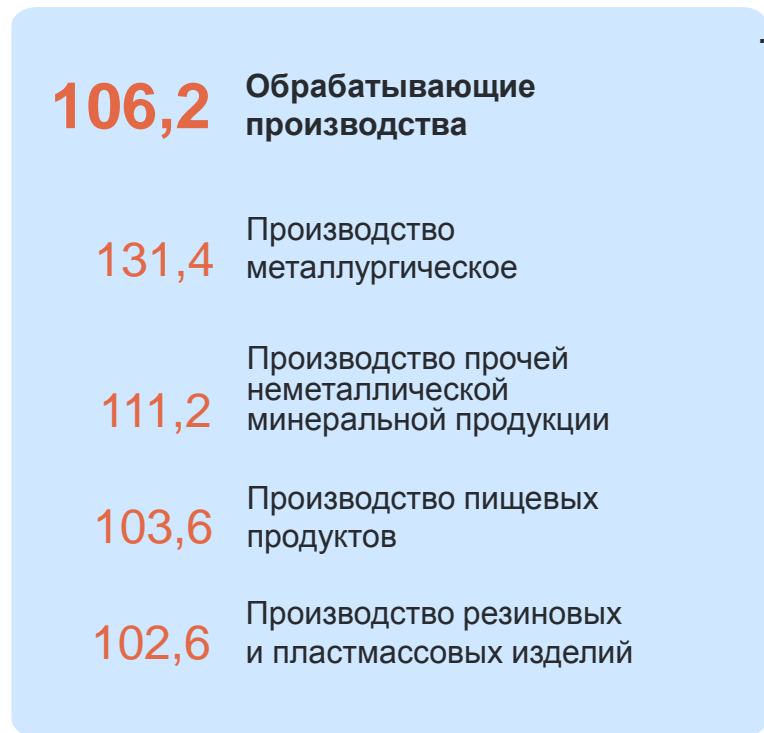 106,2 Обрабатывающие
производства
Производство
131,4 металлургическое
Производство прочей
неметаллической
111,2 минеральной продукции
Производство пищевых
103,6 продуктов
Производство резиновых
102,6 и пластмассовых изделий